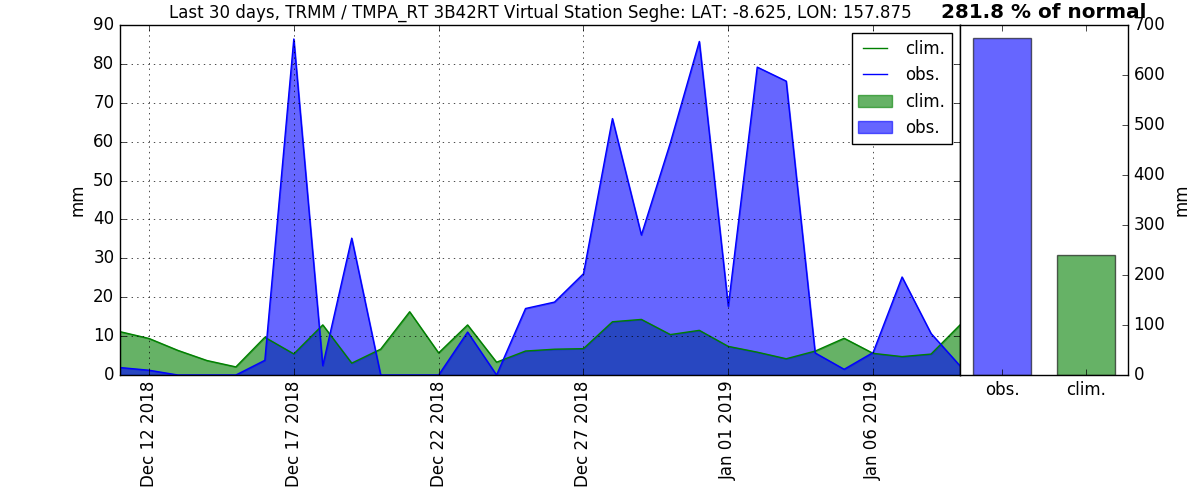 Last 30 days, TRMM / TMPA_RT 3B42RT Virtual Station Seghe: LAT: -8.625, LON: 157.875
281.8 % of normal
90
80
70
60
50
40
30
20
10
0
mm
clim.
obs.
clim.
obs.
Dec 12 2018
Dec 17 2018
Dec 22 2018
Dec 27 2018
Jan 01 2019
Jan 06 2019
700
600
500
400
300
200
100
0
mm
obs.
clim.